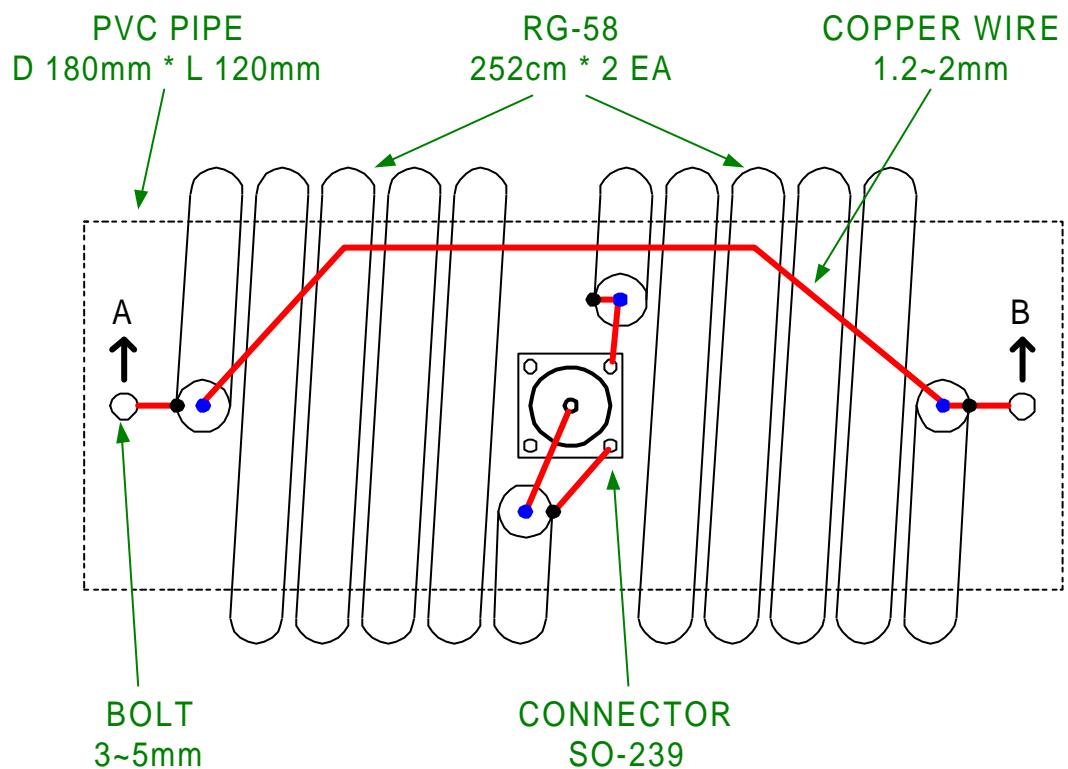 PVC PIPE
D 180mm * L 120mm
RG-58
252cm * 2 EA
COPPER WIRE
1.2~2mm
A
B
BOLT
3~5mm
CONNECTOR
SO-239